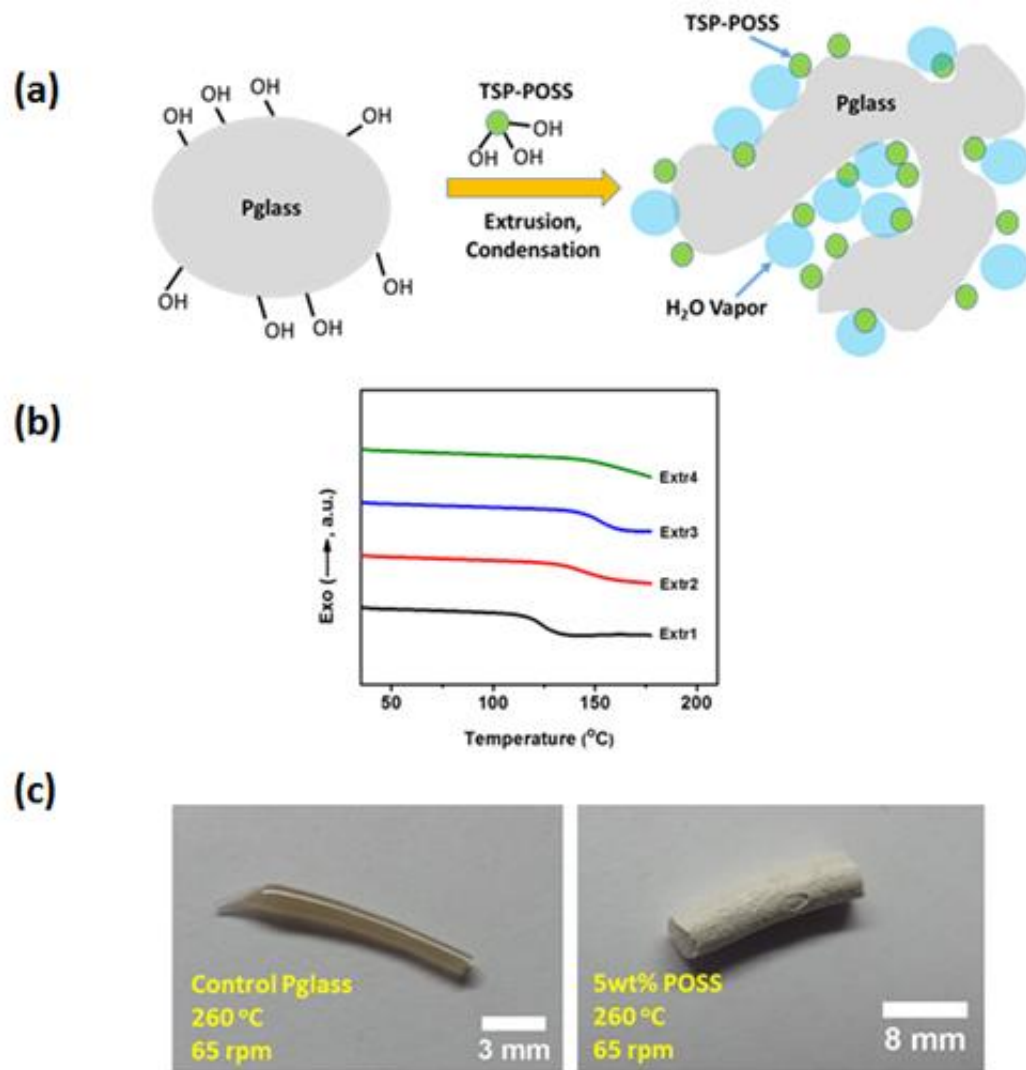 (a)
OH
OH
OH
OH
Pglass
OH
OH
OH
OH
OH
TSP-POSS
OH
OH
OH
Extrusion,
Condensation
TSP-POSS
Pglass
H₂O Vapor
(b)
Exo (⟶, a.u.)
Extr4
Extr3
Extr2
Extr1
50
100
150
200
Temperature (°C)
(c)
Control Pglass
260 °C
65 rpm
3 mm
5wt% POSS
260 °C
65 rpm
8 mm